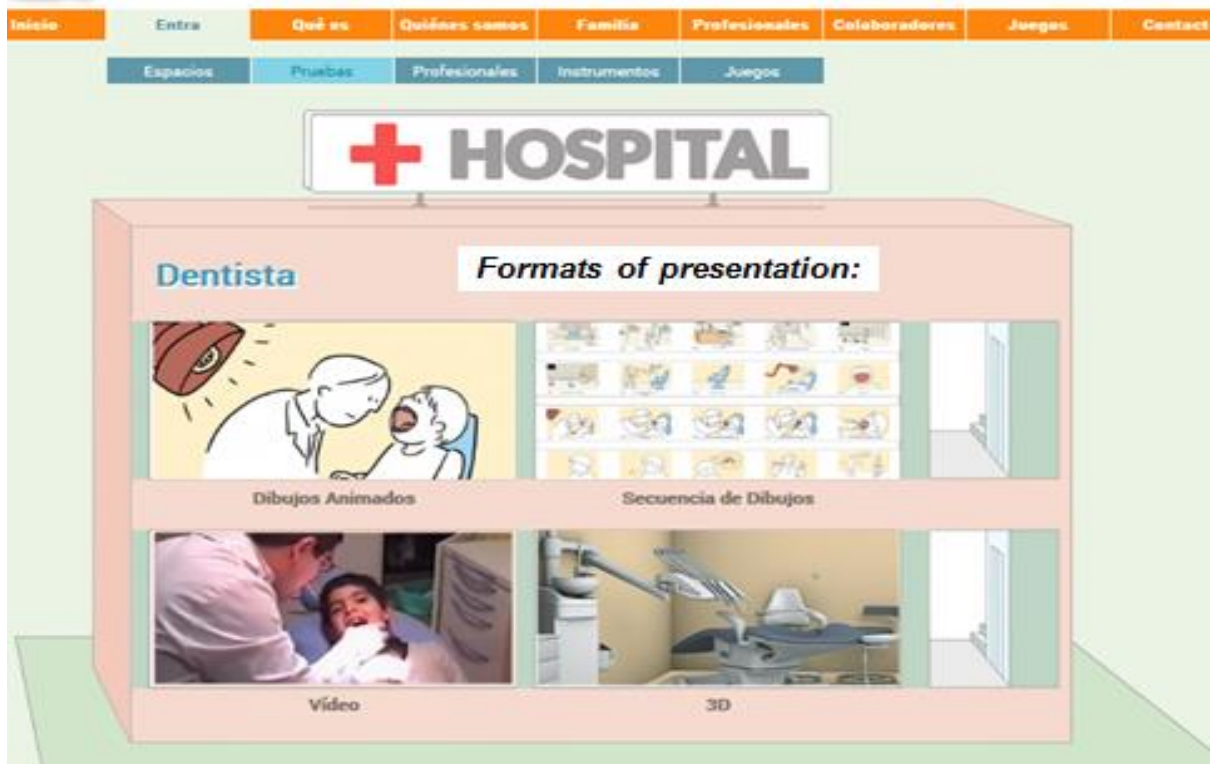 Inicio Entra Qué es Quiénes somos Familia Profesionales Colaboradores Juegos Contact
Espacios Pruebas Profesionales Instrumentos Juegos
HOSPITAL
Dentista Formats of presentation:
Dibujos Animados Secuencia de Dibujos
Vídeo 3D